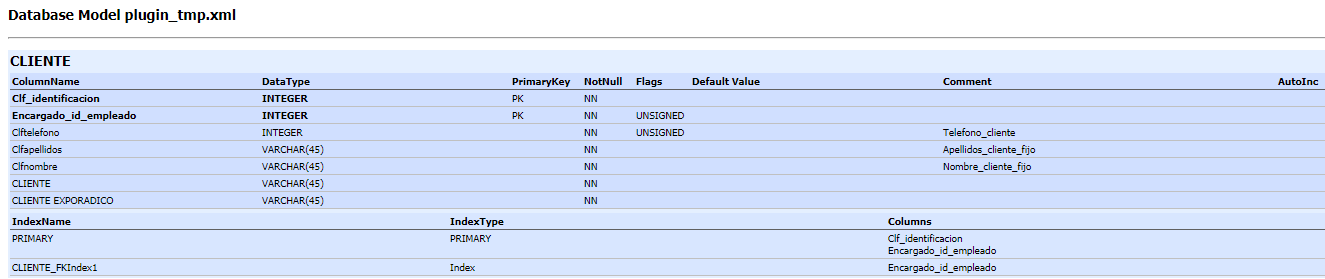 Database Model plugin_tmp.xml
CLIENTE
ColumnName DataType PrimaryKey NotNull Flags Default Value Comment AutoInc
Clf_identificacion INTEGER PK NN
Encargado_id_empleado INTEGER PK NN UNSIGNED
Clftelefono INTEGER NN UNSIGNED Telefono_cliente
Clfapellidos VARCHAR(45) NN Apellidos_cliente_fijo
Clfnombre VARCHAR(45) NN Nombre_cliente_fijo
CLIENTE VARCHAR(45) NN
CLIENTE EXPORADICO VARCHAR(45) NN
IndexName IndexType Columns
PRIMARY PRIMARY Clf_identificacion
Encargado_id_empleado
CLIENTE_FKIndex1 Index Encargado_id_empleado